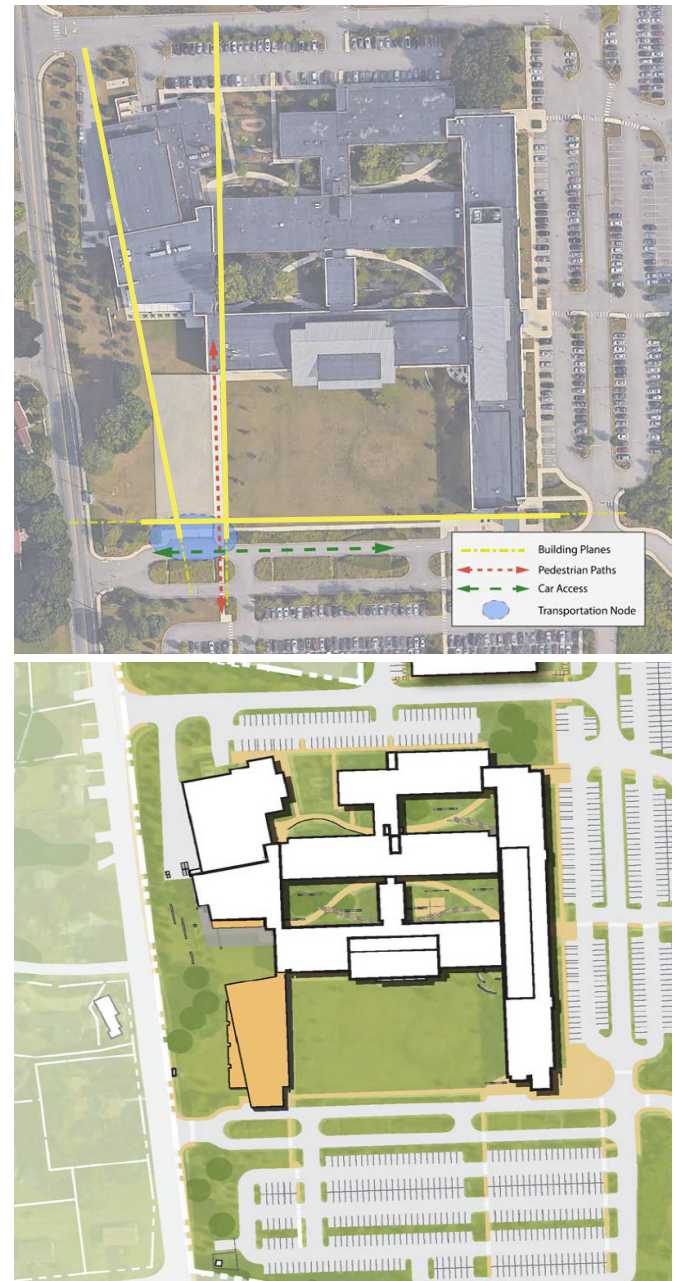 Building Planes
Pedestrian Paths
Car Access
Transportation Node